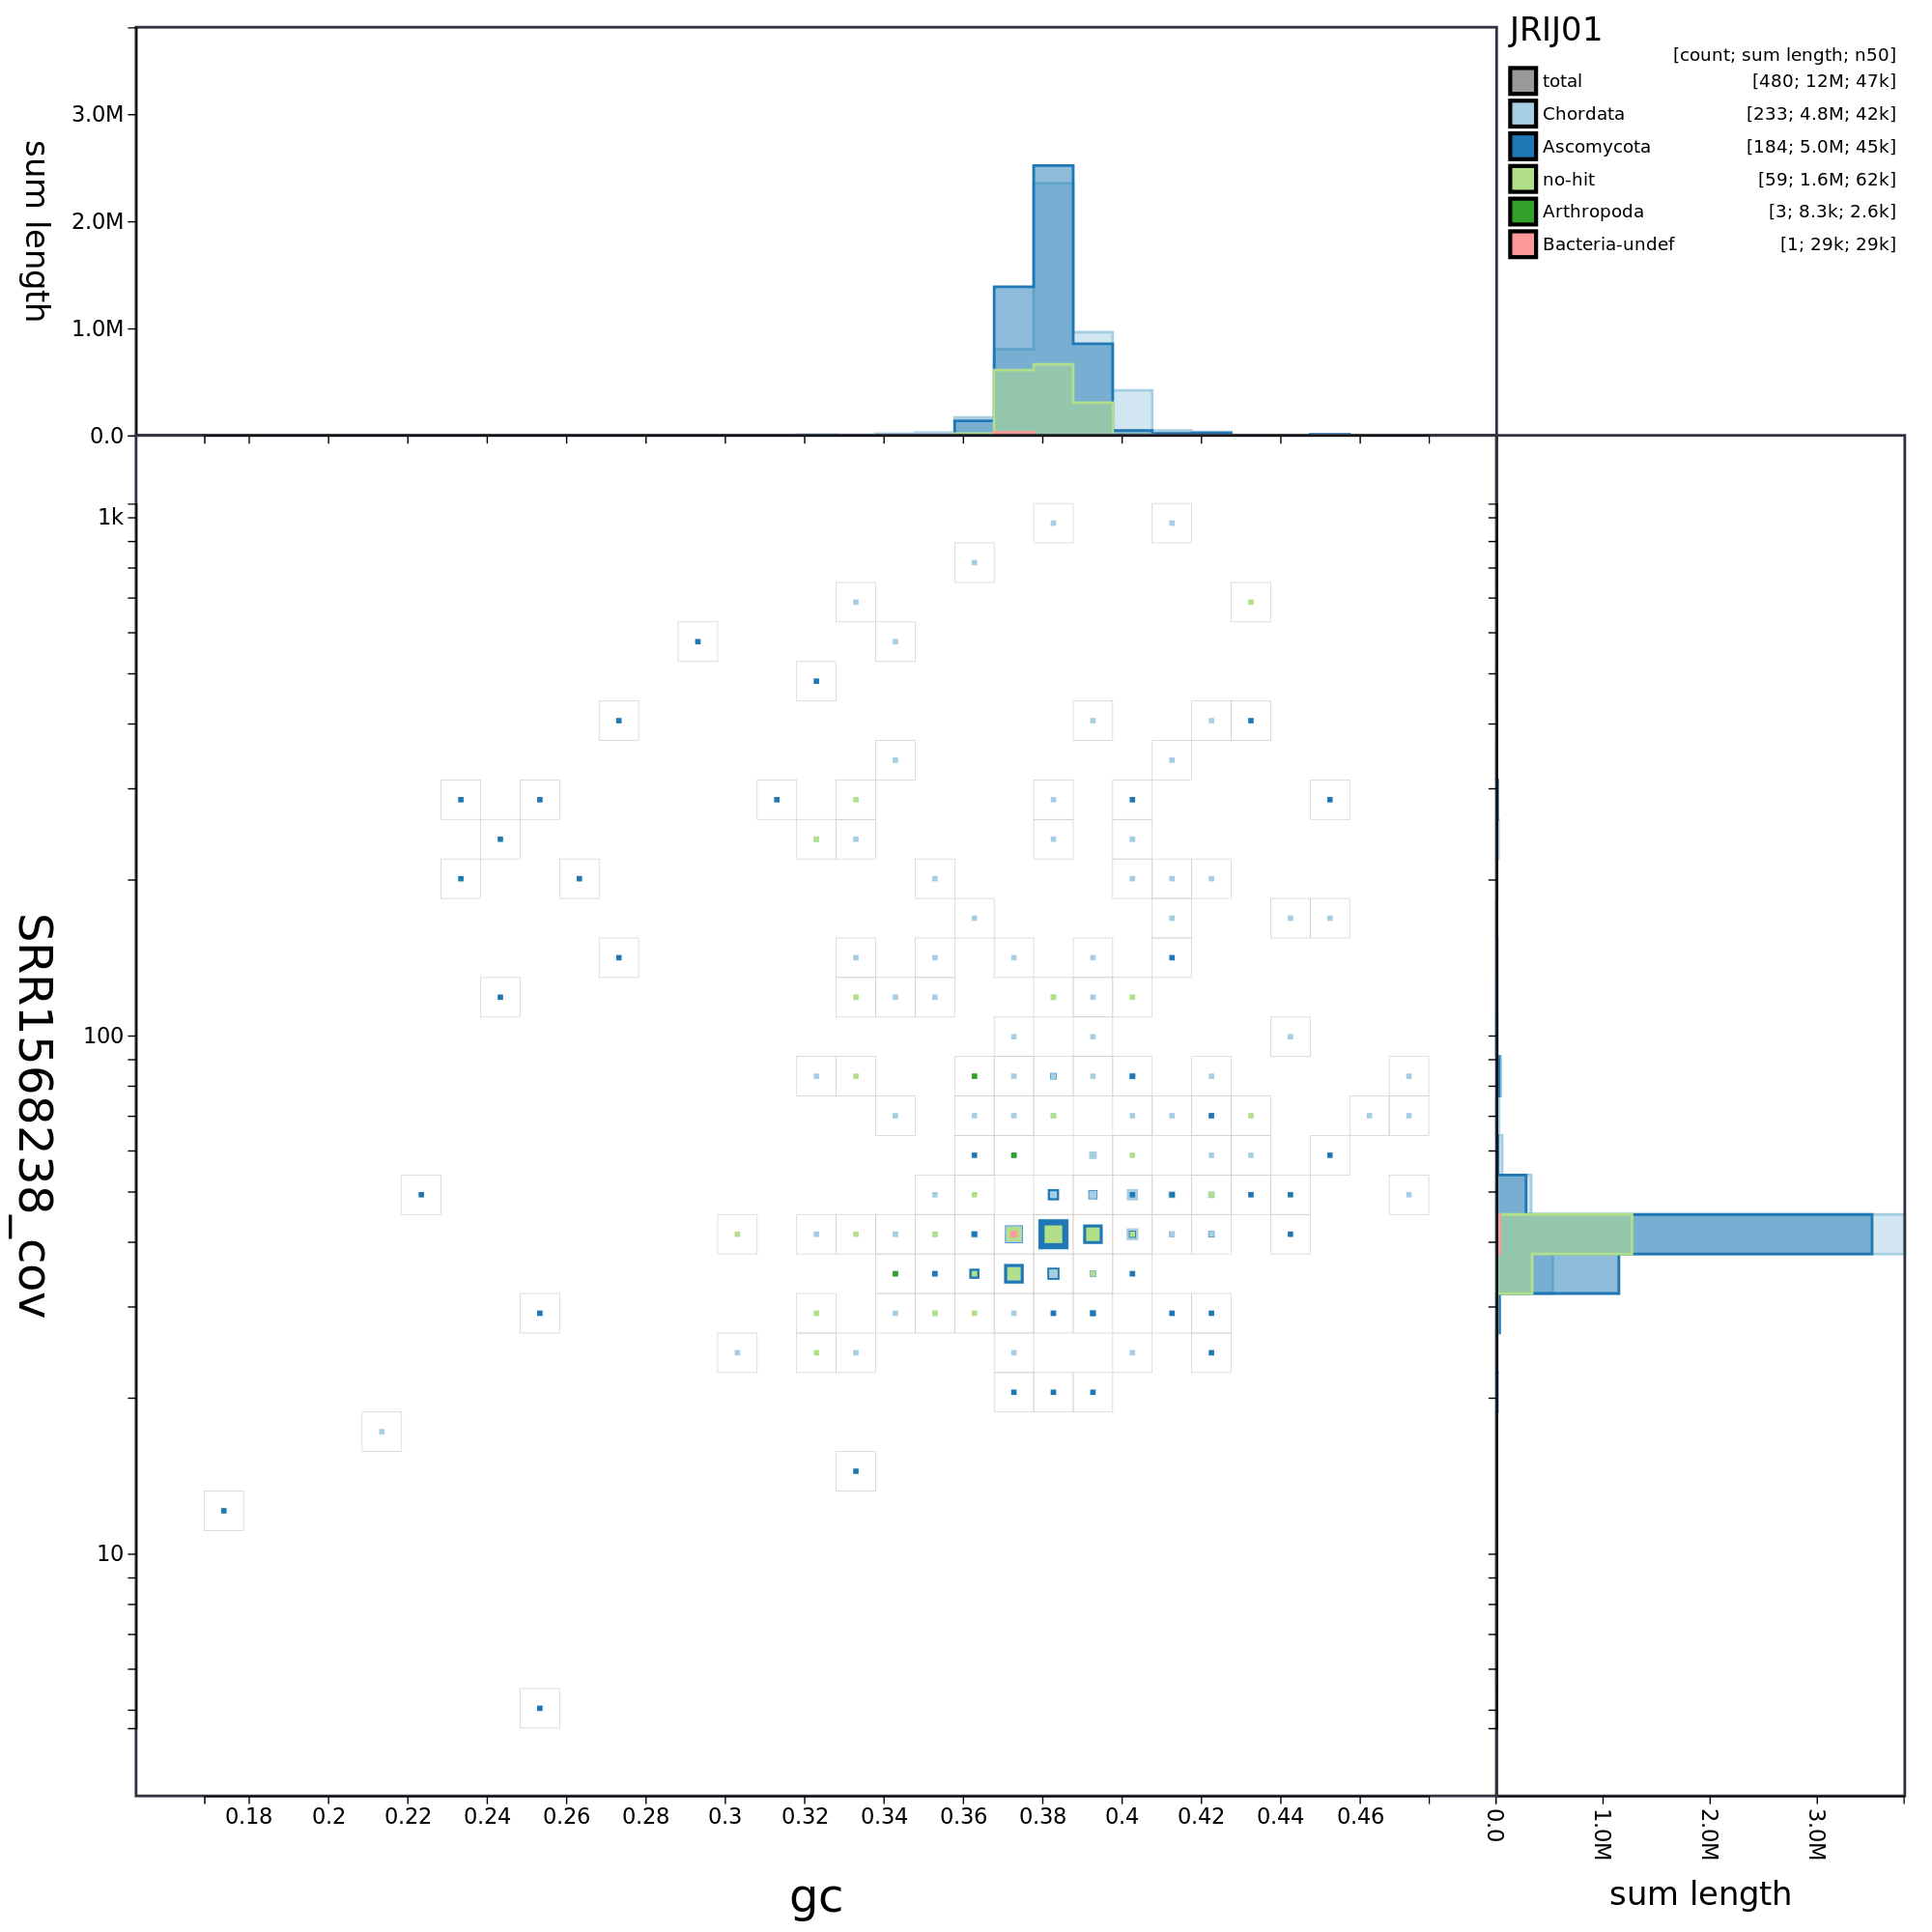 JRIJ01
[count; sum length; n50]
total [480; 12M; 47k]
Chordata [233; 4.8M; 42k]
Ascomycota [184; 5.0M; 45k]
no-hit [59; 1.6M; 62k]
Arthropoda [3; 8.3k; 2.6k]
Bacteria-undef [1; 29k; 29k]
sum length
3.0M
2.0M
1.0M
0.0
SRR1568238_cov
1k
100
10
0.18 0.2 0.22 0.24 0.26 0.28 0.3 0.32 0.34 0.36 0.38 0.4 0.42 0.44 0.46
gc
0.0 1.0M 2.0M 3.0M
sum length